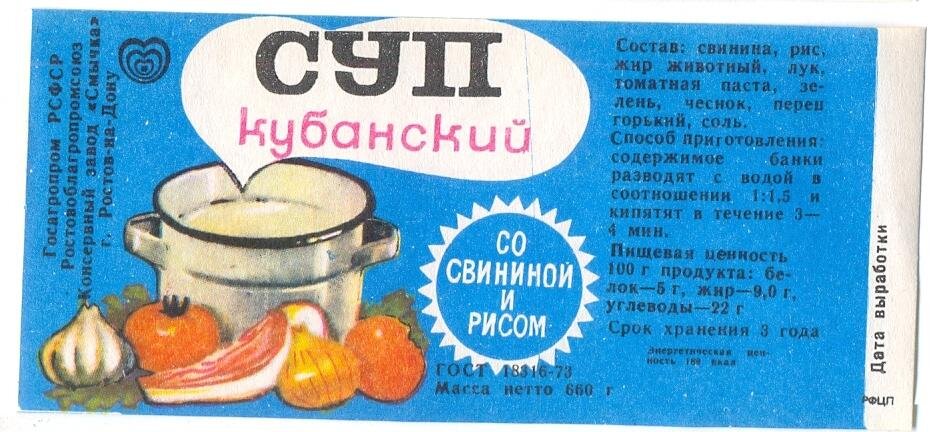 Госагропром РСФСР
Ростовоблагропромсоюз
Консервный завод «Смычка»
г. Ростов-на-Дону
СУП
кубанский
СО
СВИНИНОЙ
И
РИСОМ
ГОСТ 18316-73
Масса нетто 660 г
Состав: свинина, рис,
жир животный, лук,
томатная паста, зе-
лень, чеснок, перец
горький, соль.
Способ приготовления:
содержимое банки
разводят с водой в
соотношении 1:1,5 и
кипятят в течение 3—
4 мин.
Пищевая ценность
100 г продукта: бе-
лок—5 г, жир—9,0 г,
углеводы—22 г
Срок хранения 3 года
Энергетическая цен-
ность ккал
Дата выработки
РФЦП